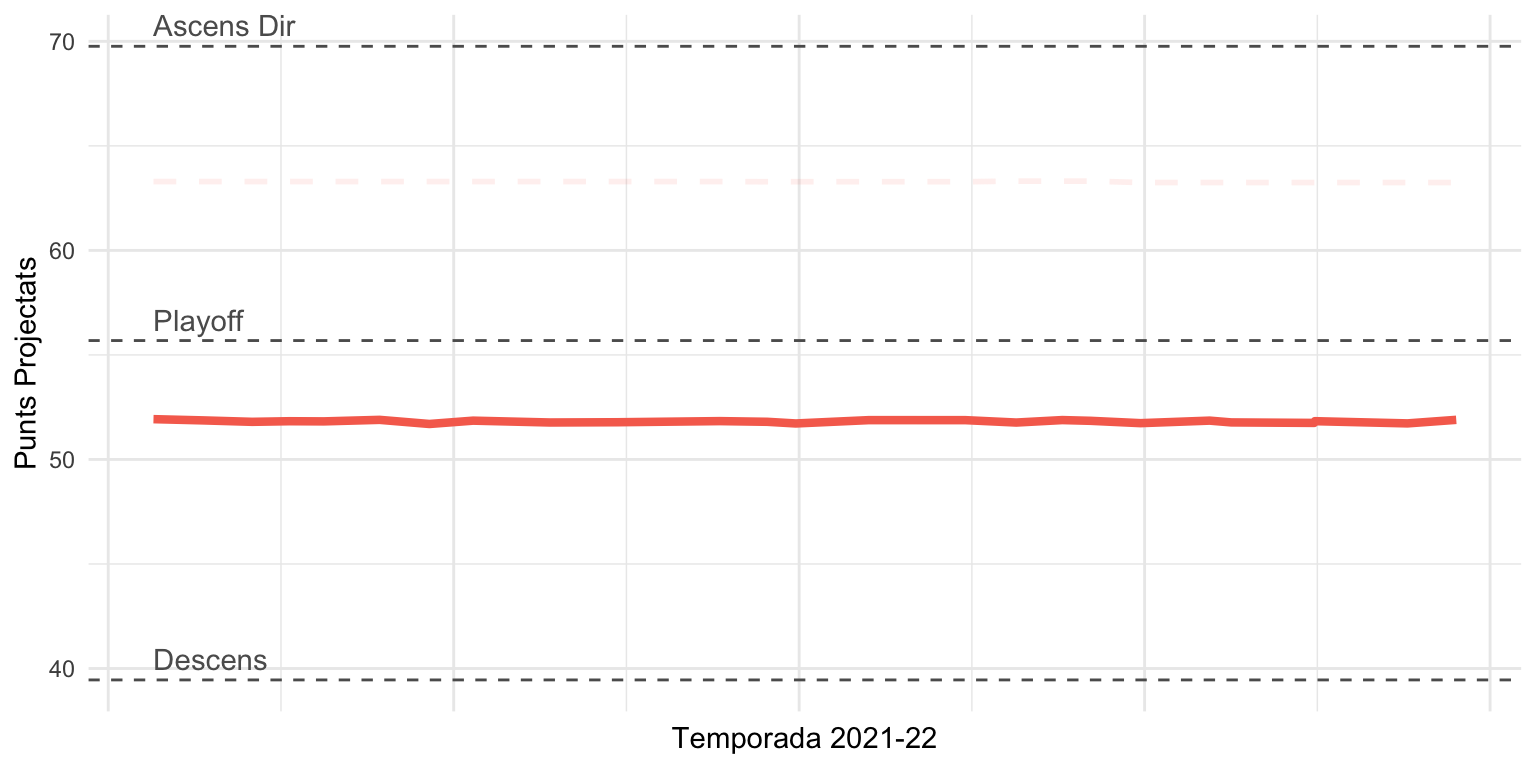 Ascens Dir
70
60
Playoff
50
Descens
40
Punts Projectats
Temporada 2021-22